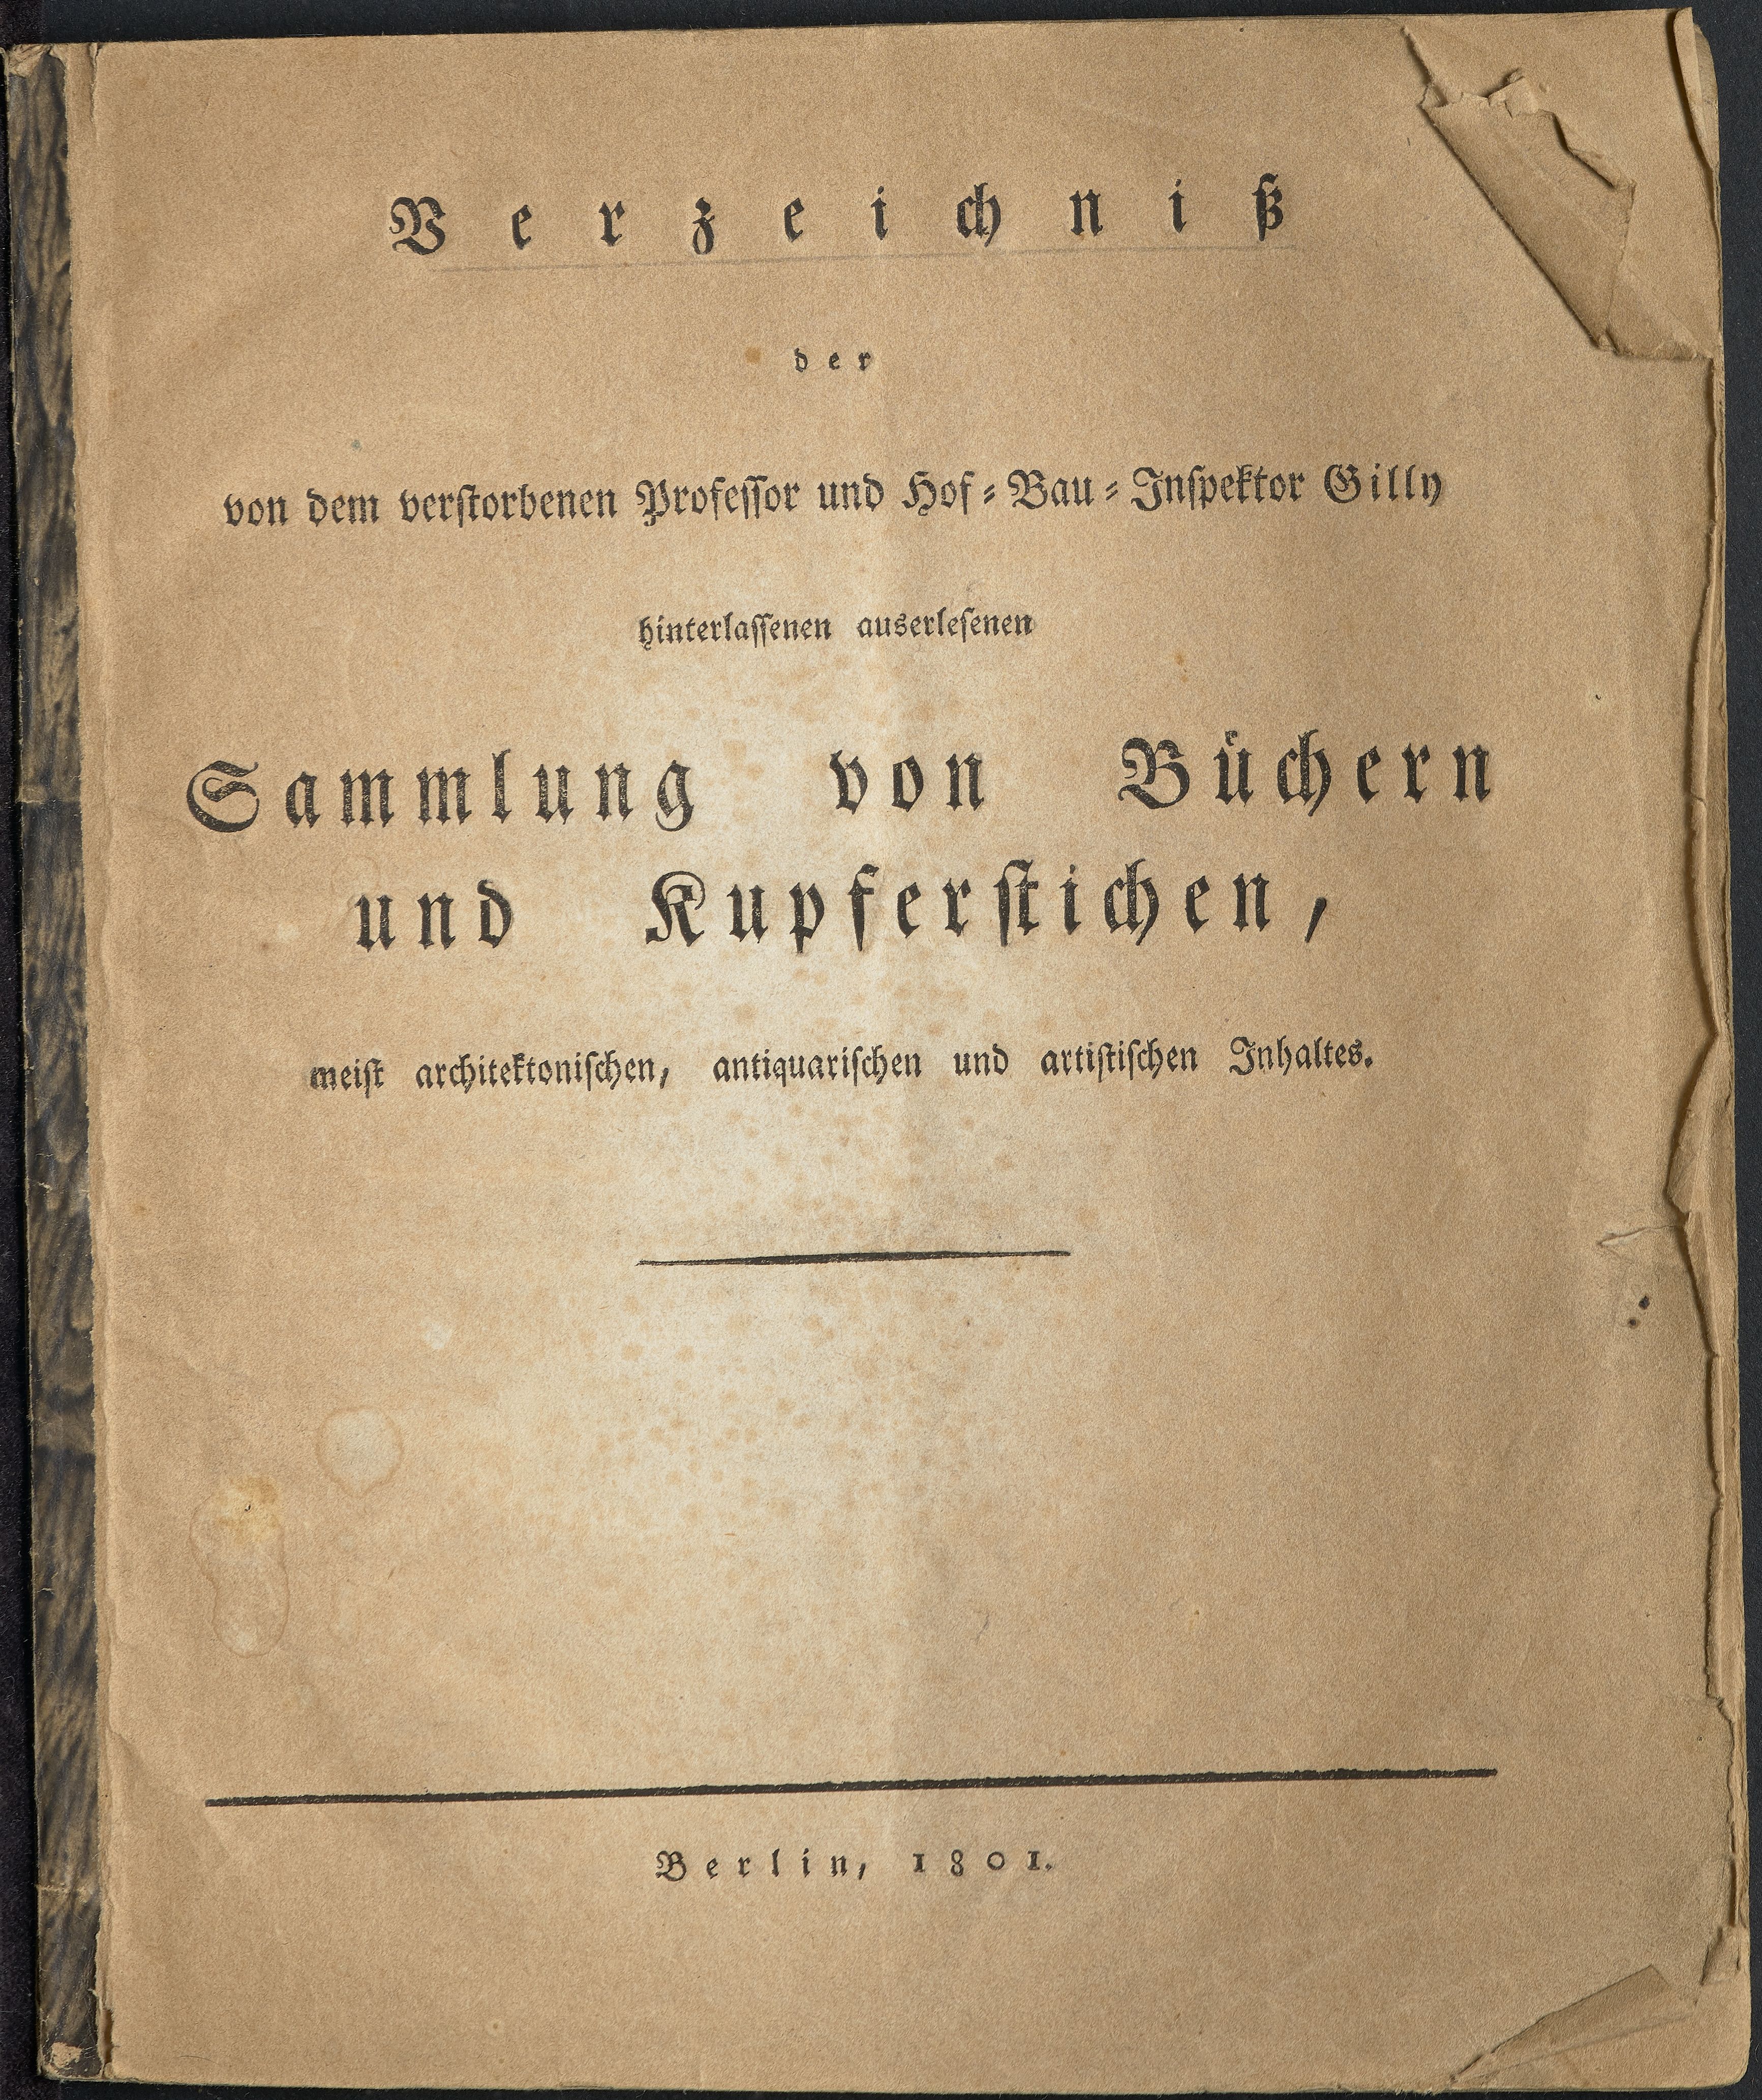 Verzeichniß
der
von dem verstorbenen Professor und Hof-Bau-Inspektor Gilly
hinterlassenen auserlesenen
Sammlung von Büchern
und Kupferstichen,
meist architektonischen, antiquarischen und artistischen Inhaltes.
Berlin, 1801.